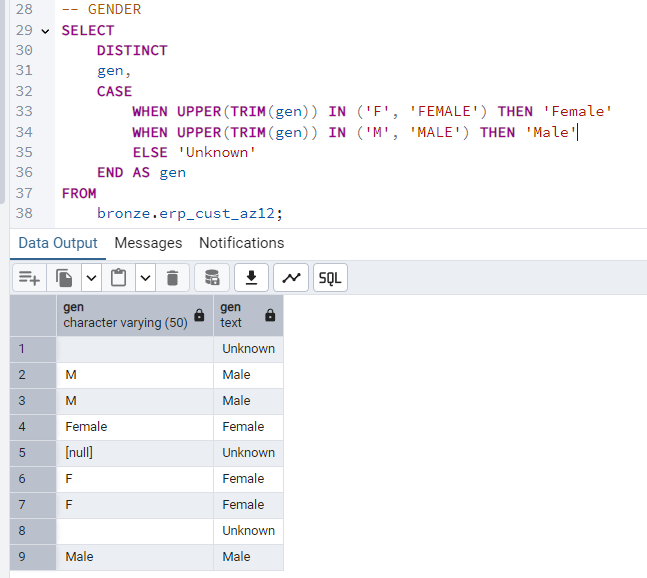 28 -- GENDER
29 SELECT
30 DISTINCT
31 gen,
32 CASE
33 WHEN UPPER(TRIM(gen)) IN ('F', 'FEMALE') THEN 'Female'
34 WHEN UPPER(TRIM(gen)) IN ('M', 'MALE') THEN 'Male'
35 ELSE 'Unknown'
36 END AS gen
37 FROM
38 bronze.erp_cust_az12;
Data Output Messages Notifications
SQL
gen gen
character varying (50) text
1 Unknown
2 M Male
3 M Male
4 Female Female
5 [null] Unknown
6 F Female
7 F Female
8 Unknown
9 Male Male